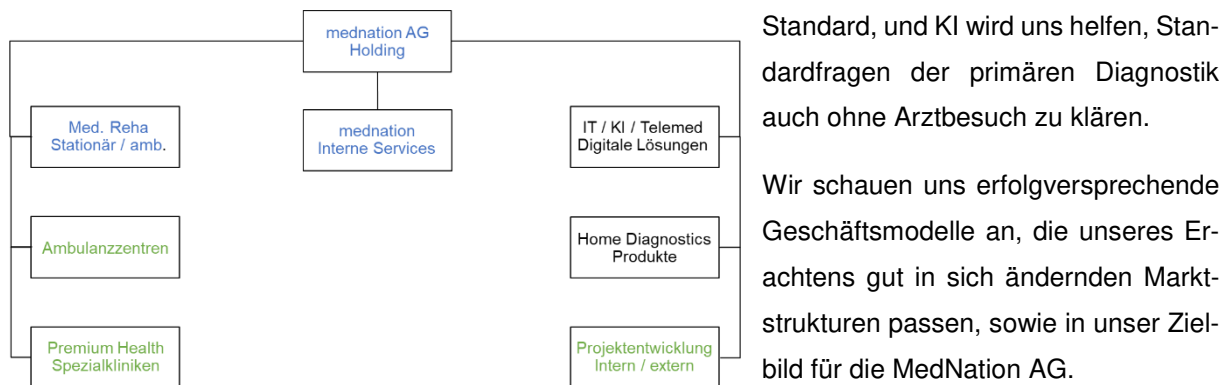 mednation AG
Holding
Med. Reha
Stationär / amb.
mednation
Interne Services
IT / KI / Telemed
Digitale Lösungen
Ambulanzzentren
Home Diagnostics
Produkte
Premium Health
Spezialkliniken
Projektentwicklung
Intern / extern
Standard, und KI wird uns helfen, Stan-
dardfragen der primären Diagnostik
auch ohne Arztbesuch zu klären.
Wir schauen uns erfolgversprechende
Geschäftsmodelle an, die unseres Er-
achtens gut in sich ändernden Markt-
strukturen passen, sowie in unser Ziel-
bild für die MedNation AG.